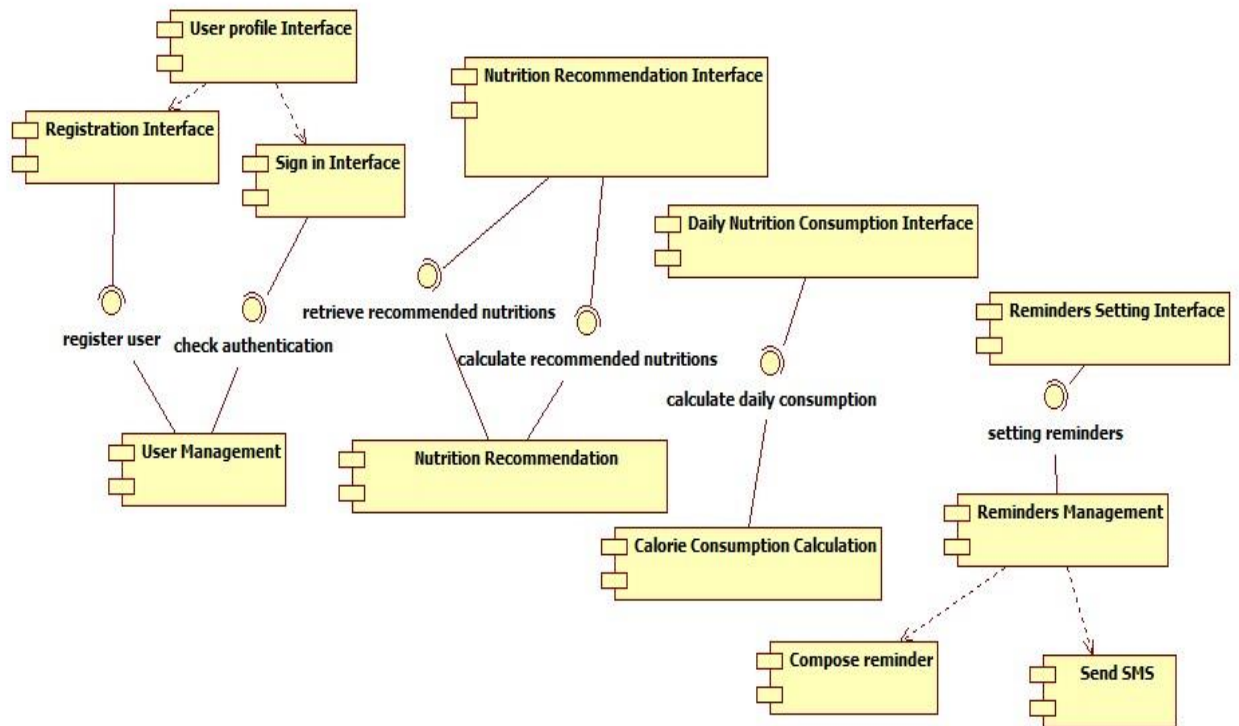 User profile Interface
Nutrition Recommendation Interface
Registration Interface
Sign in Interface
Daily Nutrition Consumption Interface
retrieve recommended nutritions
Reminders Setting Interface
register user
check authentication
calculate recommended nutritions
calculate daily consumption
setting reminders
User Management
Nutrition Recommendation
Reminders Management
Calorie Consumption Calculation
Compose reminder
Send SMS